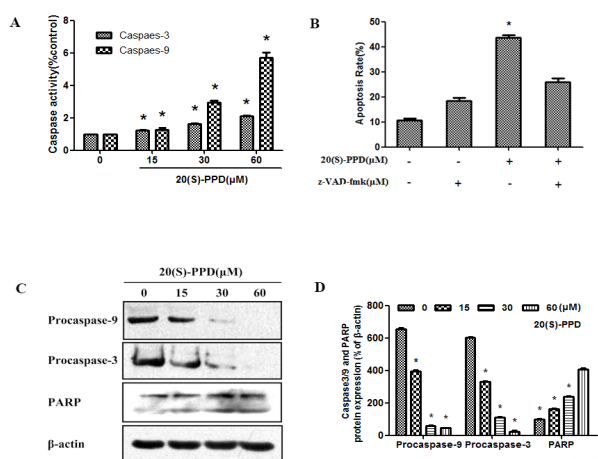 A
Caspaes-3
Caspaes-9
Caspase activity(%control)
8
6
4
2
0
* * * * * *
0 15 30 60
20(S)-PPD(μM)
B
Apoptosis Rate(%)
50
40
30
20
10
0
*
20(S)-PPD(μM) - - + +
z-VAD-fmk(μM) - + - +
C
20(S)-PPD(μM)
0 15 30 60
Procaspase-9
Procaspase-3
PARP
β-actin
D
Caspase3/9 and PARP
protein expression (% of β-actin)
800
600
400
200
0
0 15 30 60(μM)
20(S)-PPD
* * * * * * * * *
Procaspase-9 Procaspase-3 PARP